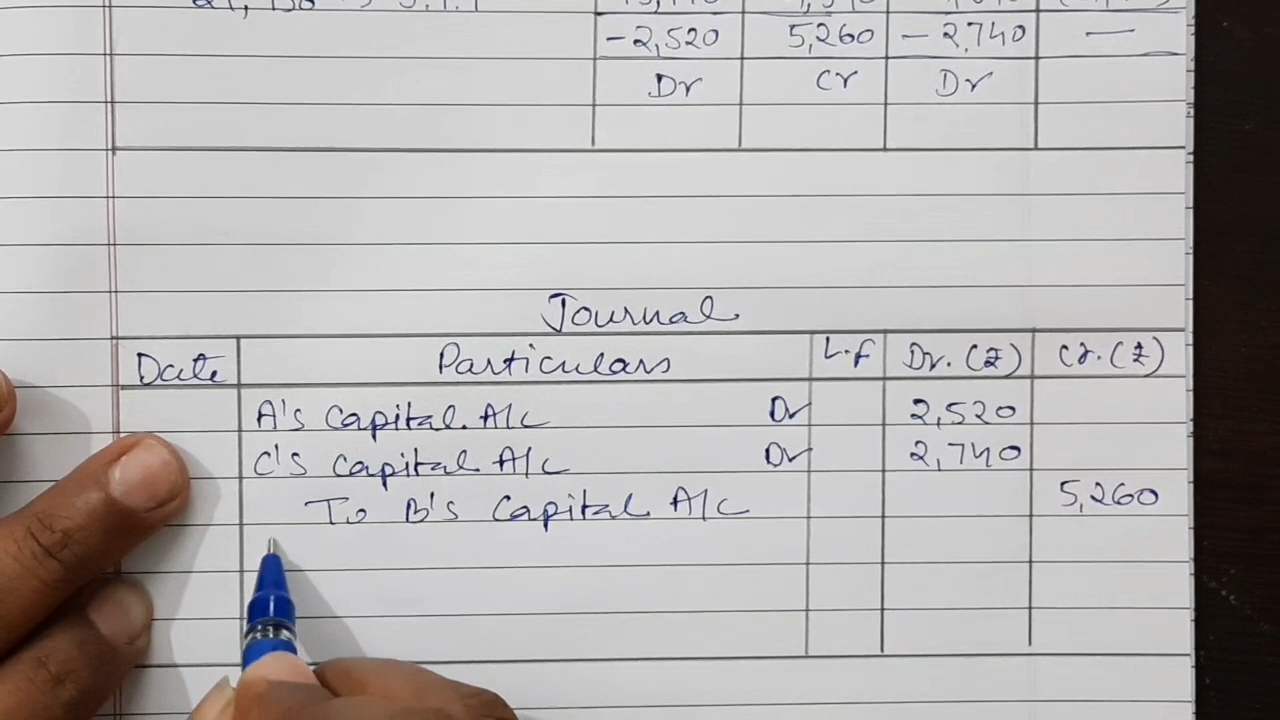 -2,520 5,260 -2,740 —
Dr Cr Dr
Journal
Date Particulars L.f Dr. (₹) Cr. (₹)
A's Capital A/c Dr 2,520
C's Capital A/c Dr 2,740
To B's Capital A/c 5,260